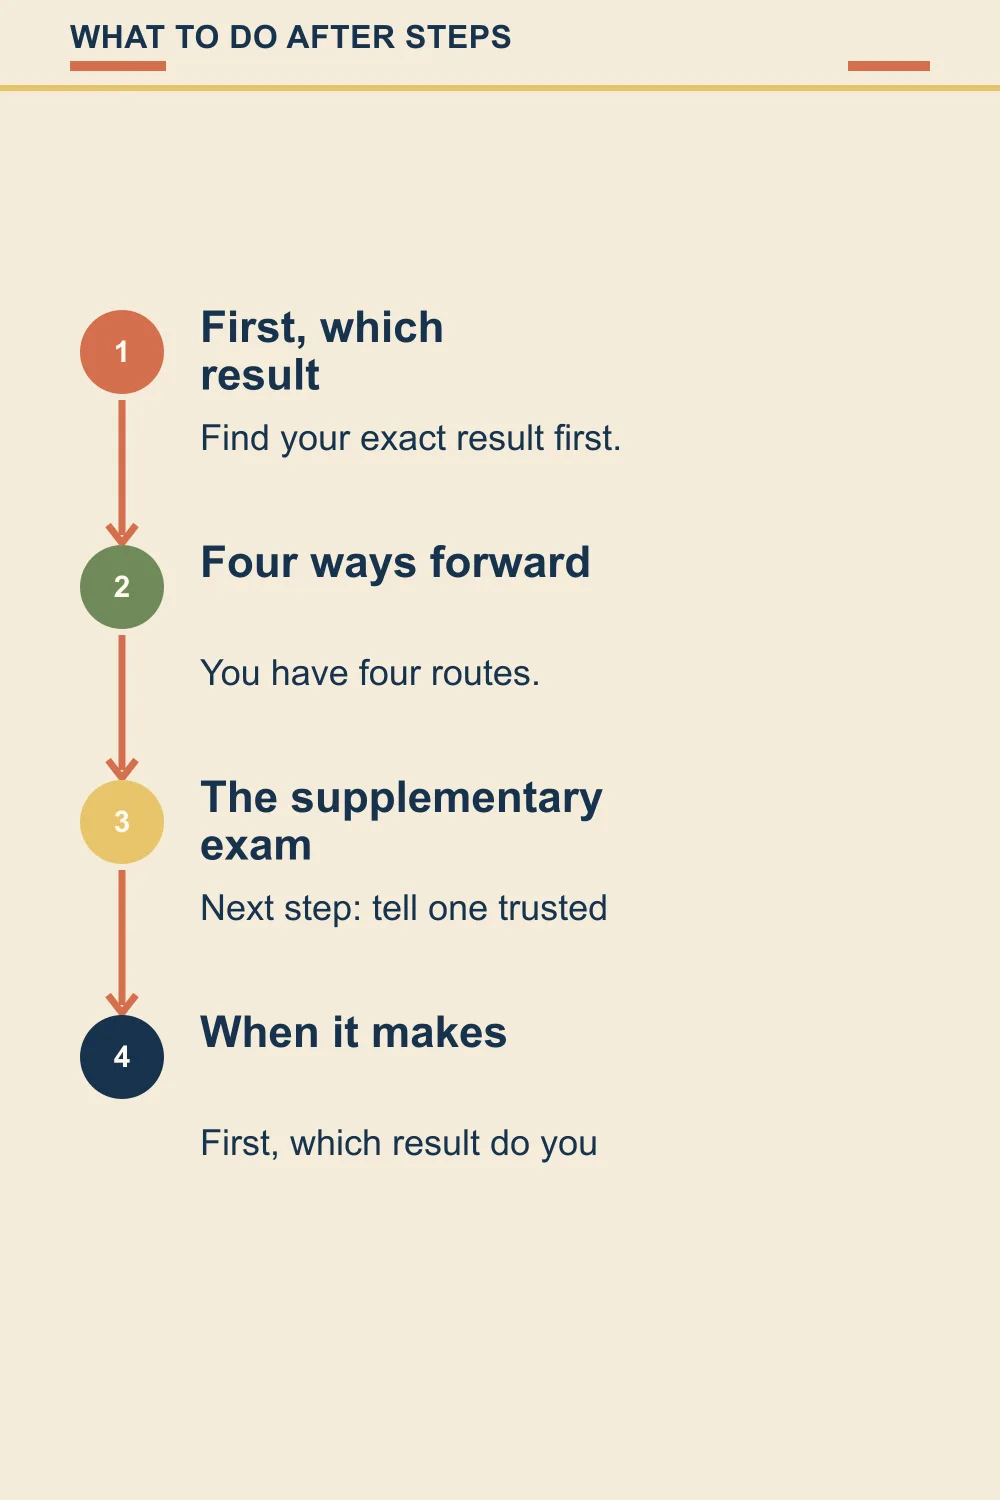 WHAT TO DO AFTER STEPS
1
First, which
result
Find your exact result first.
2
Four ways forward
You have four routes.
3
The supplementary
exam
Next step: tell one trusted
4
When it makes
First, which result do you